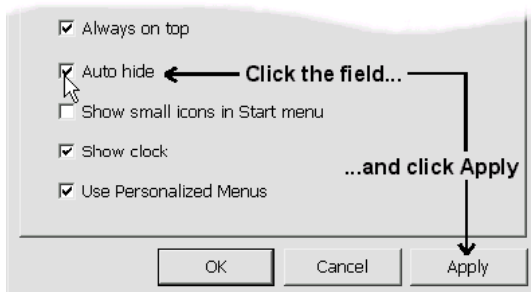 Always on top
Auto hide
Click the field...
Show small icons in Start menu
Show clock
...and click Apply
Use Personalized Menus
OK
Cancel
Apply